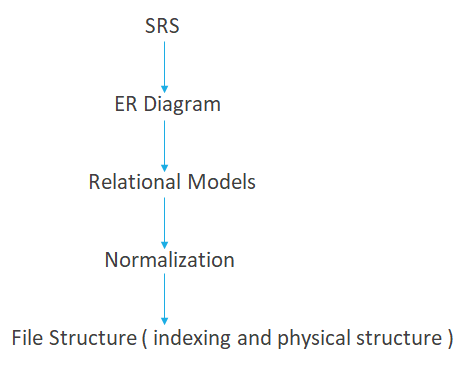 SRS
ER Diagram
Relational Models
Normalization
File Structure ( indexing and physical structure )